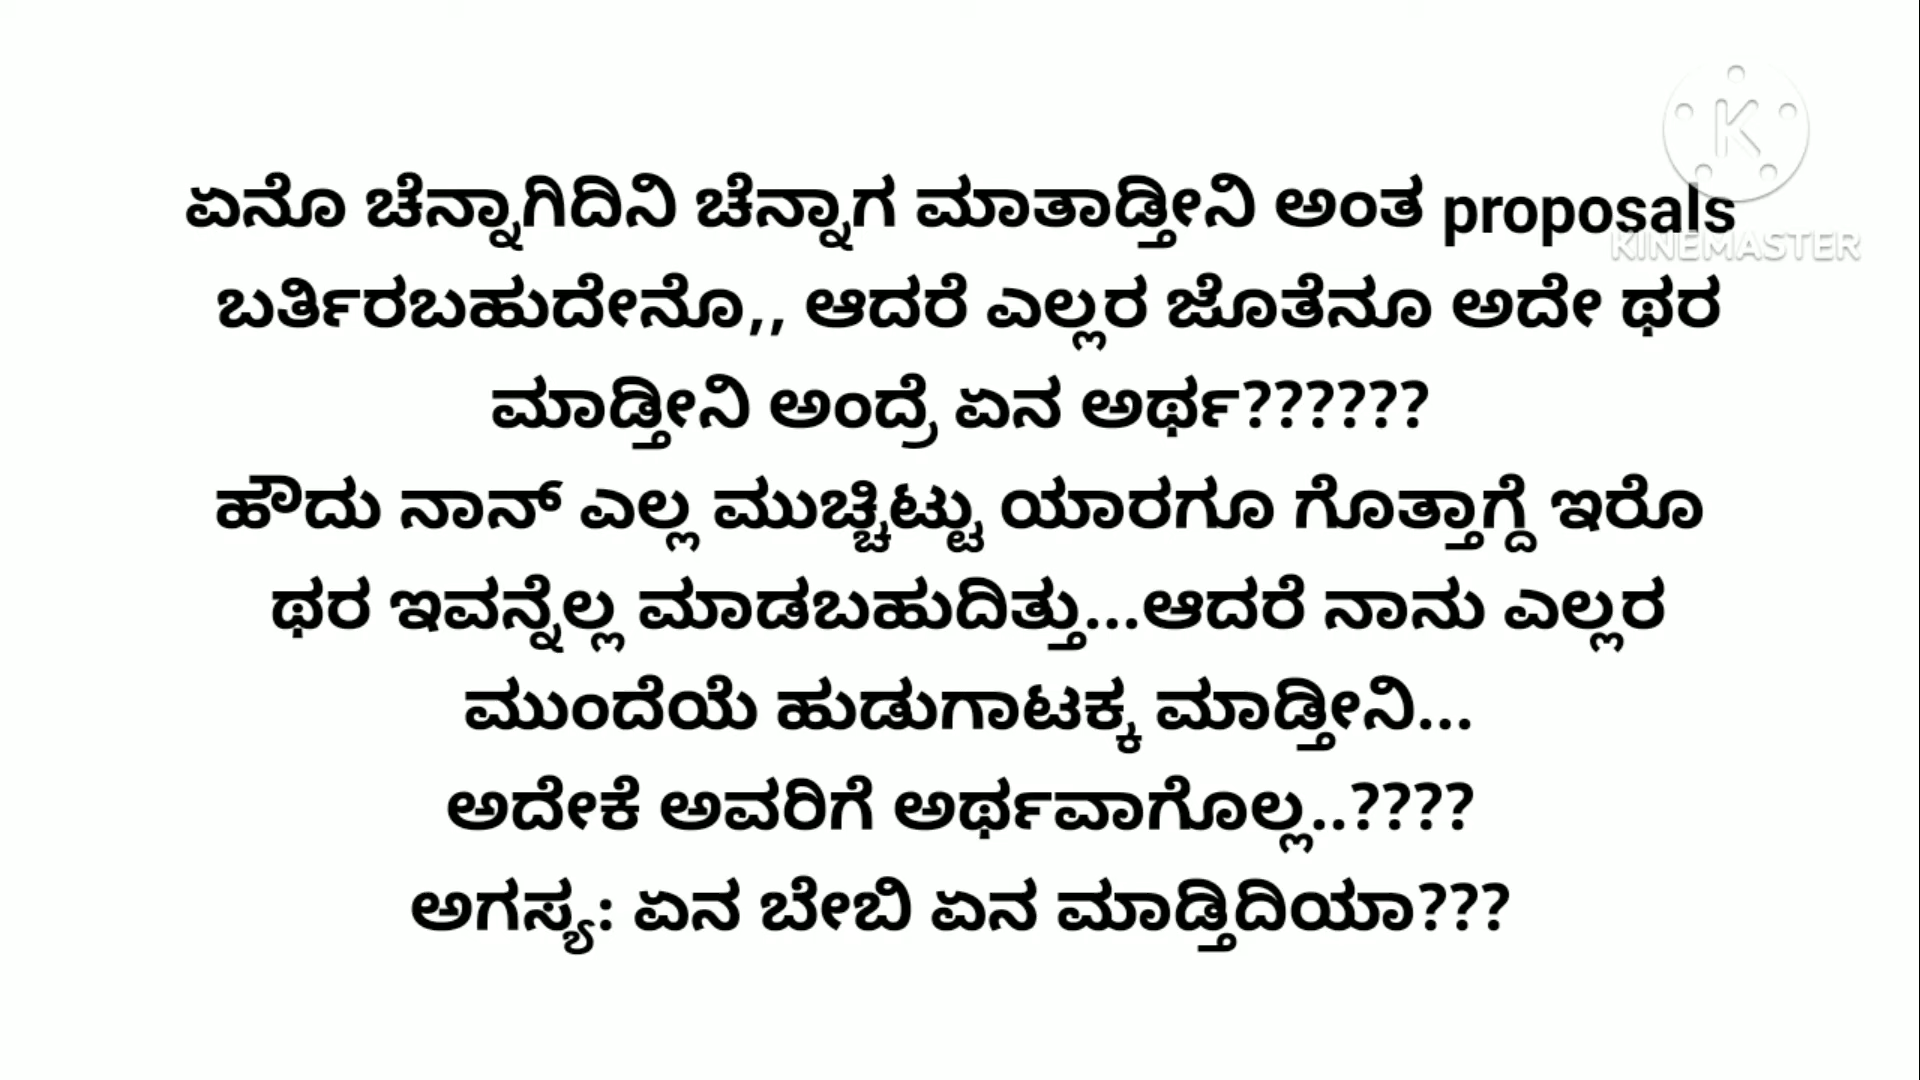 ಏನೊ ಚೆನ್ನಾಗಿದಿನಿ ಚೆನ್ನಾಗ ಮಾತಾಡ್ತೀನಿ ಅಂತ proposals
ಬರ್ತಿರಬಹುದೇನೊ,, ಆದರೆ ಎಲ್ಲರ ಜೊತೆನೂ ಅದೇ ಥರ
ಮಾಡ್ತೀನಿ ಅಂದ್ರೆ ಏನ ಅರ್ಥ??????
ಹೌದು ನಾನ್ ಎಲ್ಲ ಮುಚ್ಚಿಟ್ಟು ಯಾರಗೂ ಗೊತ್ತಾಗ್ದೆ ಇರೊ
ಥರ ಇವನ್ನೆಲ್ಲ ಮಾಡಬಹುದಿತ್ತು...ಆದರೆ ನಾನು ಎಲ್ಲರ
ಮುಂದೆಯೆ ಹುಡುಗಾಟಕ್ಕ ಮಾಡ್ತೀನಿ...
ಅದೇಕೆ ಅವರಿಗೆ ಅರ್ಥವಾಗೊಲ್ಲ..????
ಅಗಸ್ಯ: ಏನ ಬೇಬಿ ಏನ ಮಾಡ್ತಿದಿಯಾ???
K
KINEMASTER